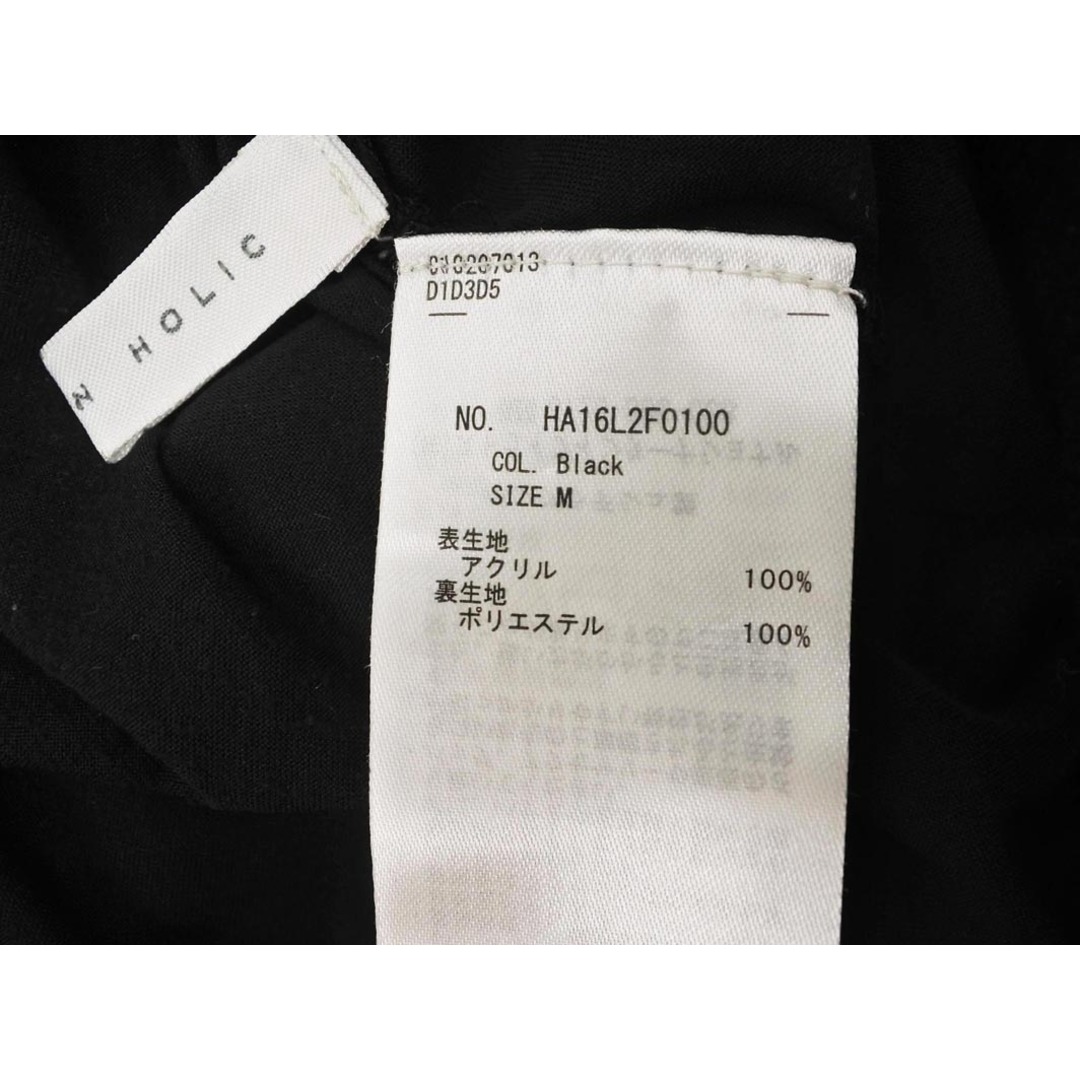 N HOLIC
D1D3D5
NO. HA16L2F0100
COL. Black
SIZE M
表生地
アクリル 100%
裏生地
ポリエステル 100%